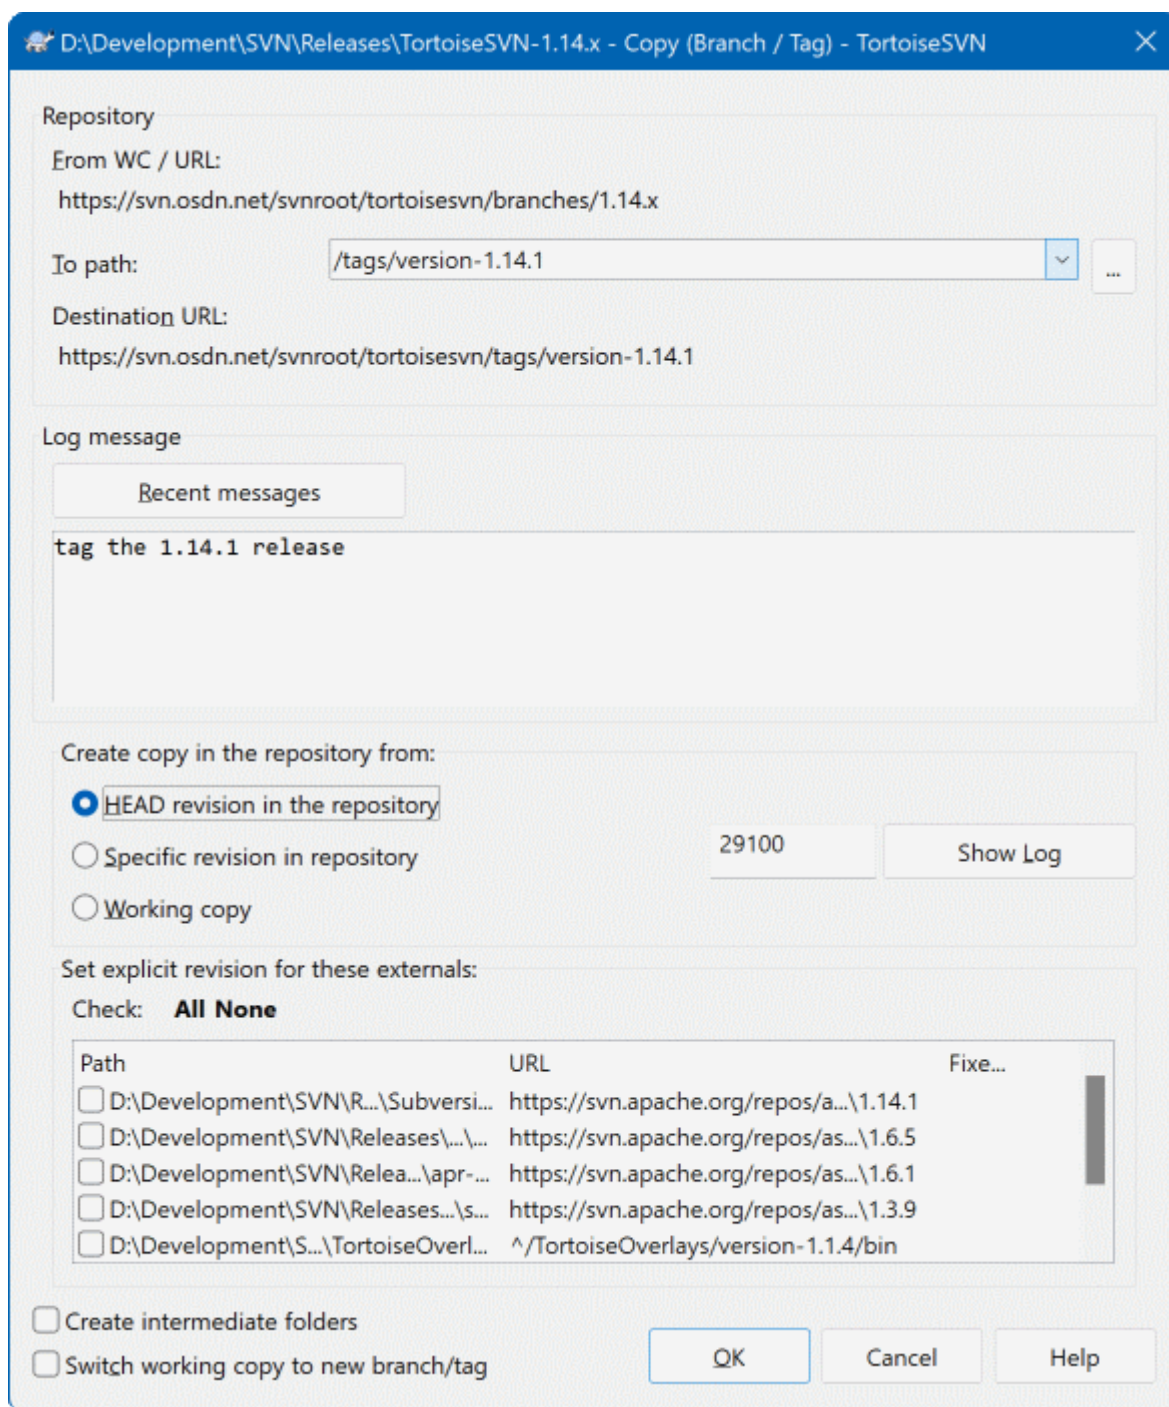 D:\Development\SVN\Releases\TortoiseSVN-1.14.x - Copy (Branch / Tag) - TortoiseSVN
Repository
From WC / URL:
https://svn.osdn.net/svnroot/tortoisesvn/branches/1.14.x
To path: /tags/version-1.14.1 ...
Destination URL:
https://svn.osdn.net/svnroot/tortoisesvn/tags/version-1.14.1
Log message
Recent messages
tag the 1.14.1 release
Create copy in the repository from:
HEAD revision in the repository
Specific revision in repository 29100 Show Log
Working copy
Set explicit revision for these externals:
Check: All None
Path URL Fixe...
D:\Development\SVN\R...\Subversi... https://svn.apache.org/repos/a...\1.14.1
D:\Development\SVN\Releases\...\... https://svn.apache.org/repos/as...\1.6.5
D:\Development\SVN\Relea...\apr-... https://svn.apache.org/repos/as...\1.6.1
D:\Development\SVN\Releases...\s... https://svn.apache.org/repos/as...\1.3.9
D:\Development\S...\TortoiseOverl... ^/TortoiseOverlays/version-1.1.4/bin
Create intermediate folders
Switch working copy to new branch/tag
OK Cancel Help